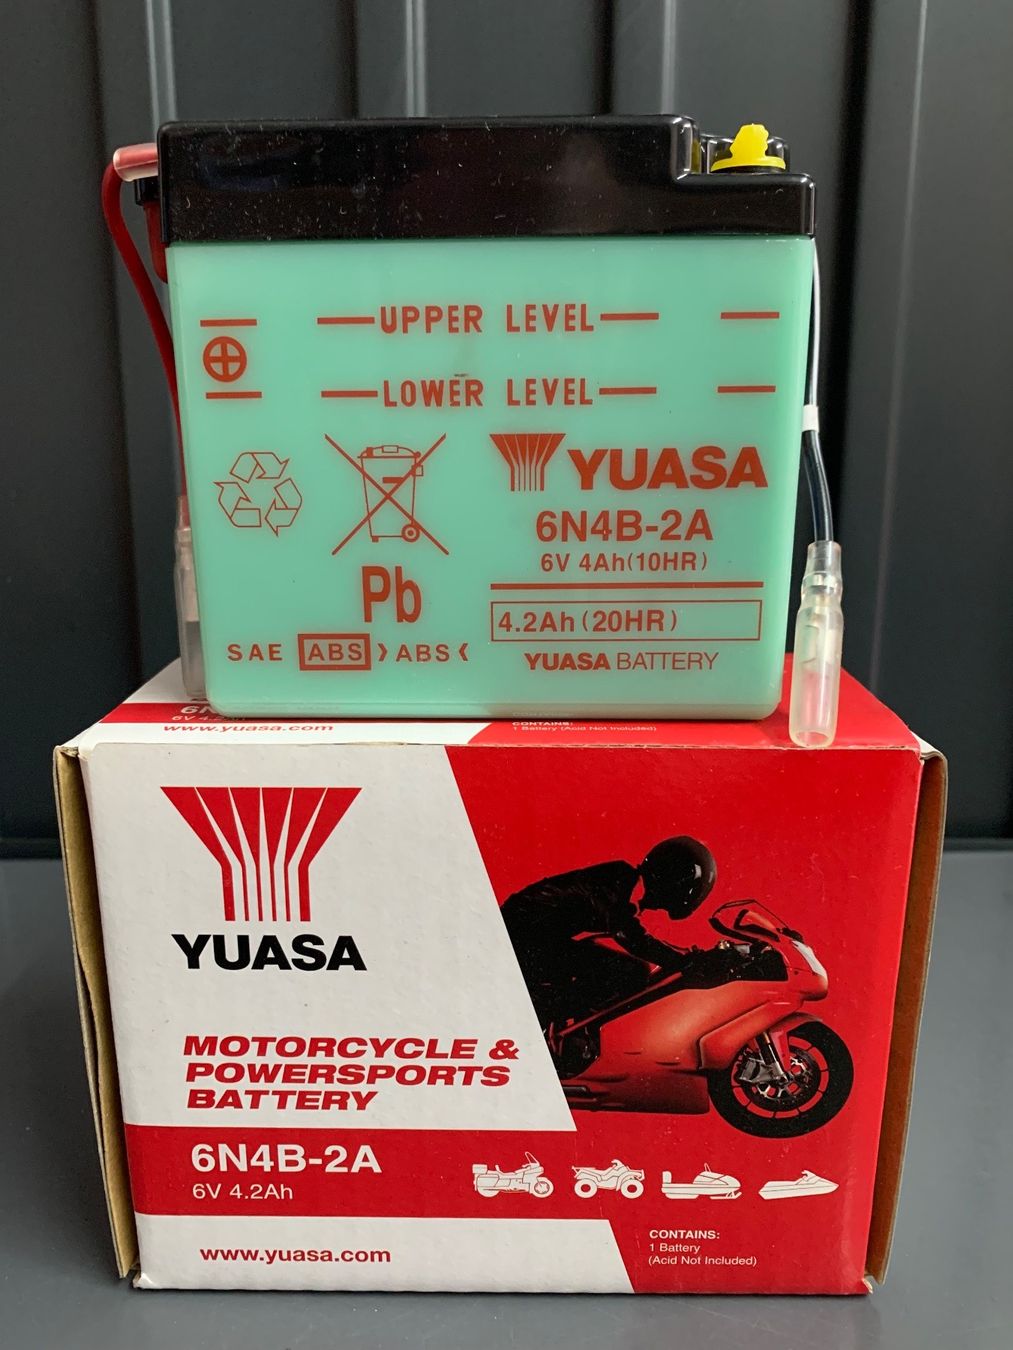 UPPER LEVEL
LOWER LEVEL
YUASA
6N4B-2A
6V 4Ah(10HR)
4.2Ah (20HR)
YUASA BATTERY
Pb
SAE ABS >ABS<
www.yuasa.com
CONTAINS:
1 Battery (Acid Not Included)
YUASA
MOTORCYCLE &
POWERSPORTS
BATTERY
6N4B-2A
6V 4.2Ah
www.yuasa.com
CONTAINS:
1 Battery
(Acid Not Included)